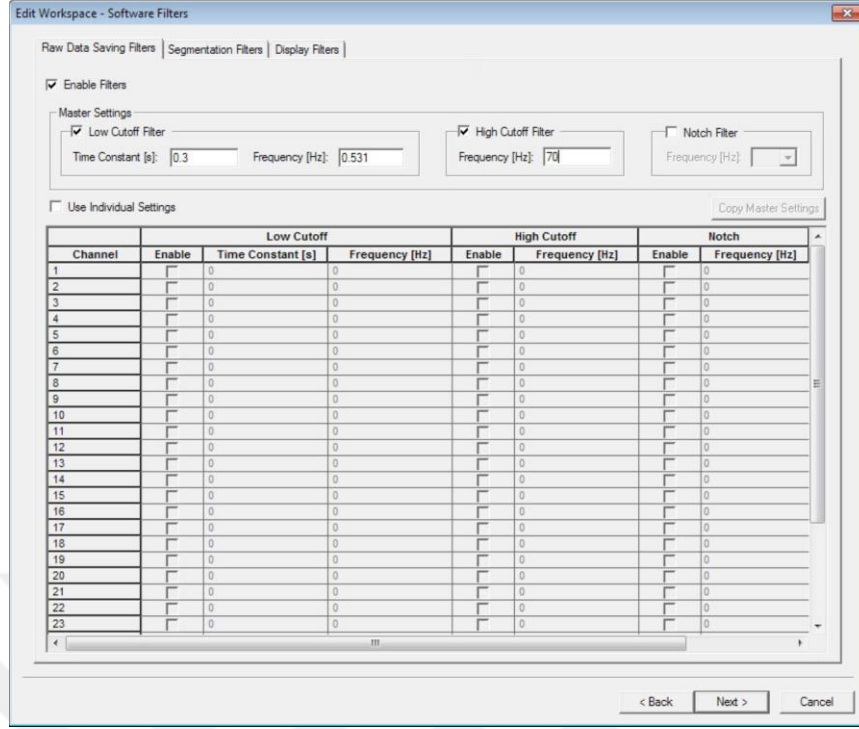 Edit Workspace - Software Filters
Raw Data Saving Filters Segmentation Filters Display Filters
Enable Filters
Master Settings
Low Cutoff Filter High Cutoff Filter Notch Filter
Time Constant [s]: 0.3 Frequency [Hz]: 0.531 Frequency [Hz]: 70 Frequency [Hz]:
Use Individual Settings Copy Master Settings
Low Cutoff High Cutoff Notch
Channel Enable Time Constant [s] Frequency [Hz] Enable Frequency [Hz] Enable Frequency [Hz]
1 0 0 0 0
2 0 0 0 0
3 0 0 0 0
4 0 0 0 0
5 0 0 0 0
6 0 0 0 0
7 0 0 0 0
8 0 0 0 0
9 0 0 0 0
10 0 0 0 0
11 0 0 0 0
12 0 0 0 0
13 0 0 0 0
14 0 0 0 0
15 0 0 0 0
16 0 0 0 0
17 0 0 0 0
18 0 0 0 0
19 0 0 0 0
20 0 0 0 0
21 0 0 0 0
22 0 0 0 0
23 0 0 0 0
< Back Next > Cancel